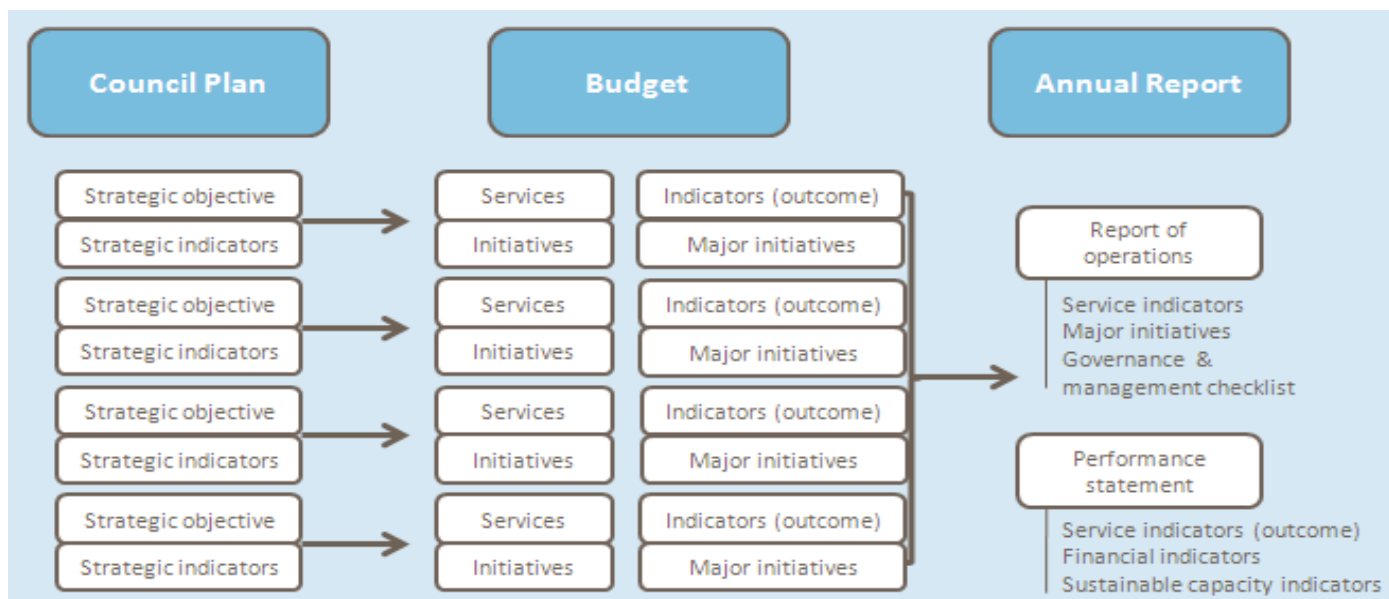 Council Plan
Budget
Annual Report
Strategic objective
Strategic indicators
Services
Initiatives
Indicators (outcome)
Major initiatives
Strategic objective
Strategic indicators
Services
Initiatives
Indicators (outcome)
Major initiatives
Strategic objective
Strategic indicators
Services
Initiatives
Indicators (outcome)
Major initiatives
Strategic objective
Strategic indicators
Services
Initiatives
Indicators (outcome)
Major initiatives
Report of
operations
Service indicators
Major initiatives
Governance &
management checklist
Performance
statement
Service indicators (outcome)
Financial indicators
Sustainable capacity indicators